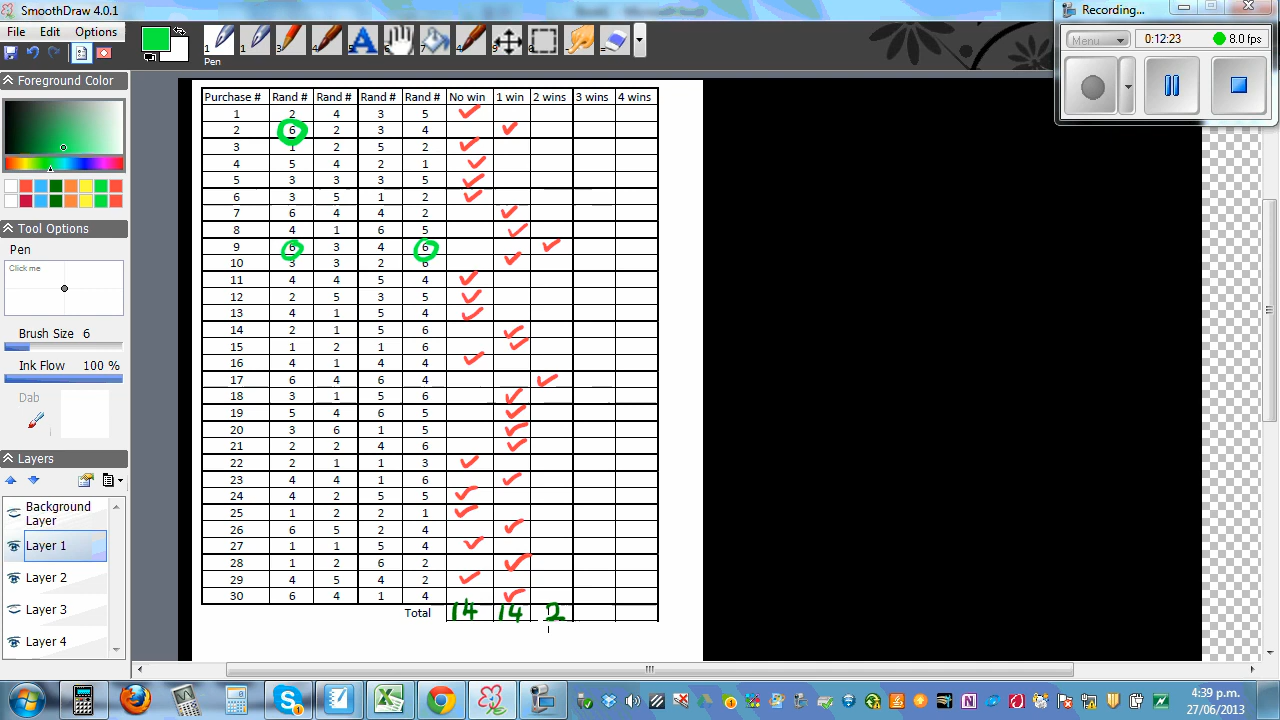 SmoothDraw 4.0.1
Recording...
File Edit Options
Menu 0:12:23 8.0 fps
Pen
Foreground Color
Tool Options
Pen
Click me
Brush Size 6
Ink Flow 100 %
Dab
Layers
Background Layer
Layer 1
Layer 2
Layer 3
Layer 4
Purchase # Rand # Rand # Rand # Rand # No win 1 win 2 wins 3 wins 4 wins
1 2 4 3 5
2 6 2 3 4
3 1 2 5 2
4 5 4 2 1
5 3 3 3 5
6 3 5 1 2
7 6 4 4 2
8 4 1 6 5
9 6 3 4 6
10 3 3 2 6
11 4 4 5 4
12 2 5 3 5
13 4 1 5 4
14 2 1 5 6
15 1 2 1 6
16 4 1 4 4
17 6 4 6 4
18 3 1 5 6
19 5 4 6 5
20 3 6 1 5
21 2 2 4 6
22 2 1 1 3
23 4 4 1 6
24 4 2 5 5
25 1 2 2 1
26 6 5 2 4
27 1 1 5 4
28 1 2 6 2
29 4 5 4 2
30 6 4 1 4
Total 14 14 2
4:39 p.m.
27/06/2013